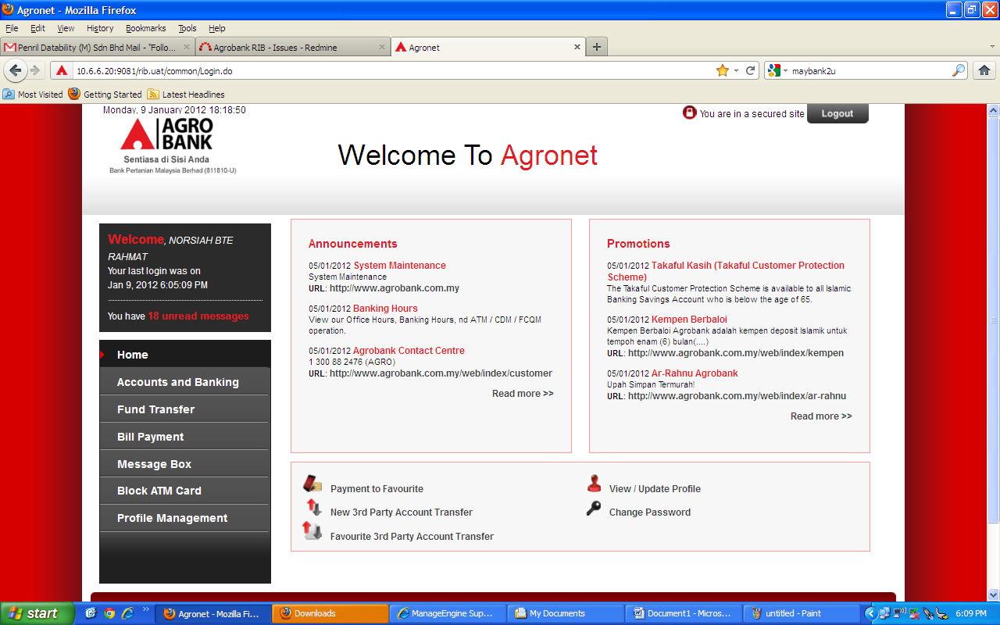 Agronet - Mozilla Firefox
File Edit View History Bookmarks Tools Help
Penril Datability (M) Sdn Bhd Mail - "Follo...
Agrobank RIB - Issues - Redmine
Agronet
10.6.6.20:9081/rib.uat/common/Login.do
maybank2u
Most Visited Getting Started Latest Headlines
Monday, 9 January 2012 18:18:50
You are in a secured site
Logout
AGRO
BANK
Sentiasa di Sisi Anda
Bank Pertanian Malaysia Berhad (811810-U)
Welcome To Agronet
Welcome, NORSIAH BTE
RAHMAT
Your last login was on
Jan 9, 2012 6:05:09 PM
You have 18 unread messages
Home
Accounts and Banking
Fund Transfer
Bill Payment
Message Box
Block ATM Card
Profile Management
Announcements
05/01/2012 System Maintenance
System Maintenance
URL: http://www.agrobank.com.my
05/01/2012 Banking Hours
View our Office Hours, Banking Hours, nd ATM / CDM / FCQM
operation.
05/01/2012 Agrobank Contact Centre
1 300 88 2476 (AGRO)
URL: http://www.agrobank.com.my/web/index/customer
Read more >>
Promotions
05/01/2012 Takaful Kasih (Takaful Customer Protection
Scheme)
The Takaful Customer Protection Scheme is available to all Islamic
Banking Savings Account who is below the age of 65.
05/01/2012 Kempen Berbaloi
Kempen Berbaloi Agrobank adalah kempen deposit Islamik untuk
tempoh enam (6) bulan(....)
URL: http://www.agrobank.com.my/web/index/kempen
05/01/2012 Ar-Rahnu Agrobank
Upah Simpan Termurah!
URL: http://www.agrobank.com.my/web/index/ar-rahnu
Read more >>
Payment to Favourite
New 3rd Party Account Transfer
Favourite 3rd Party Account Transfer
View / Update Profile
Change Password
start
Agronet - Mozilla Fi...
Downloads
ManageEngine Sup...
My Documents
Document1 - Micros...
untitled - Paint
6:09 PM